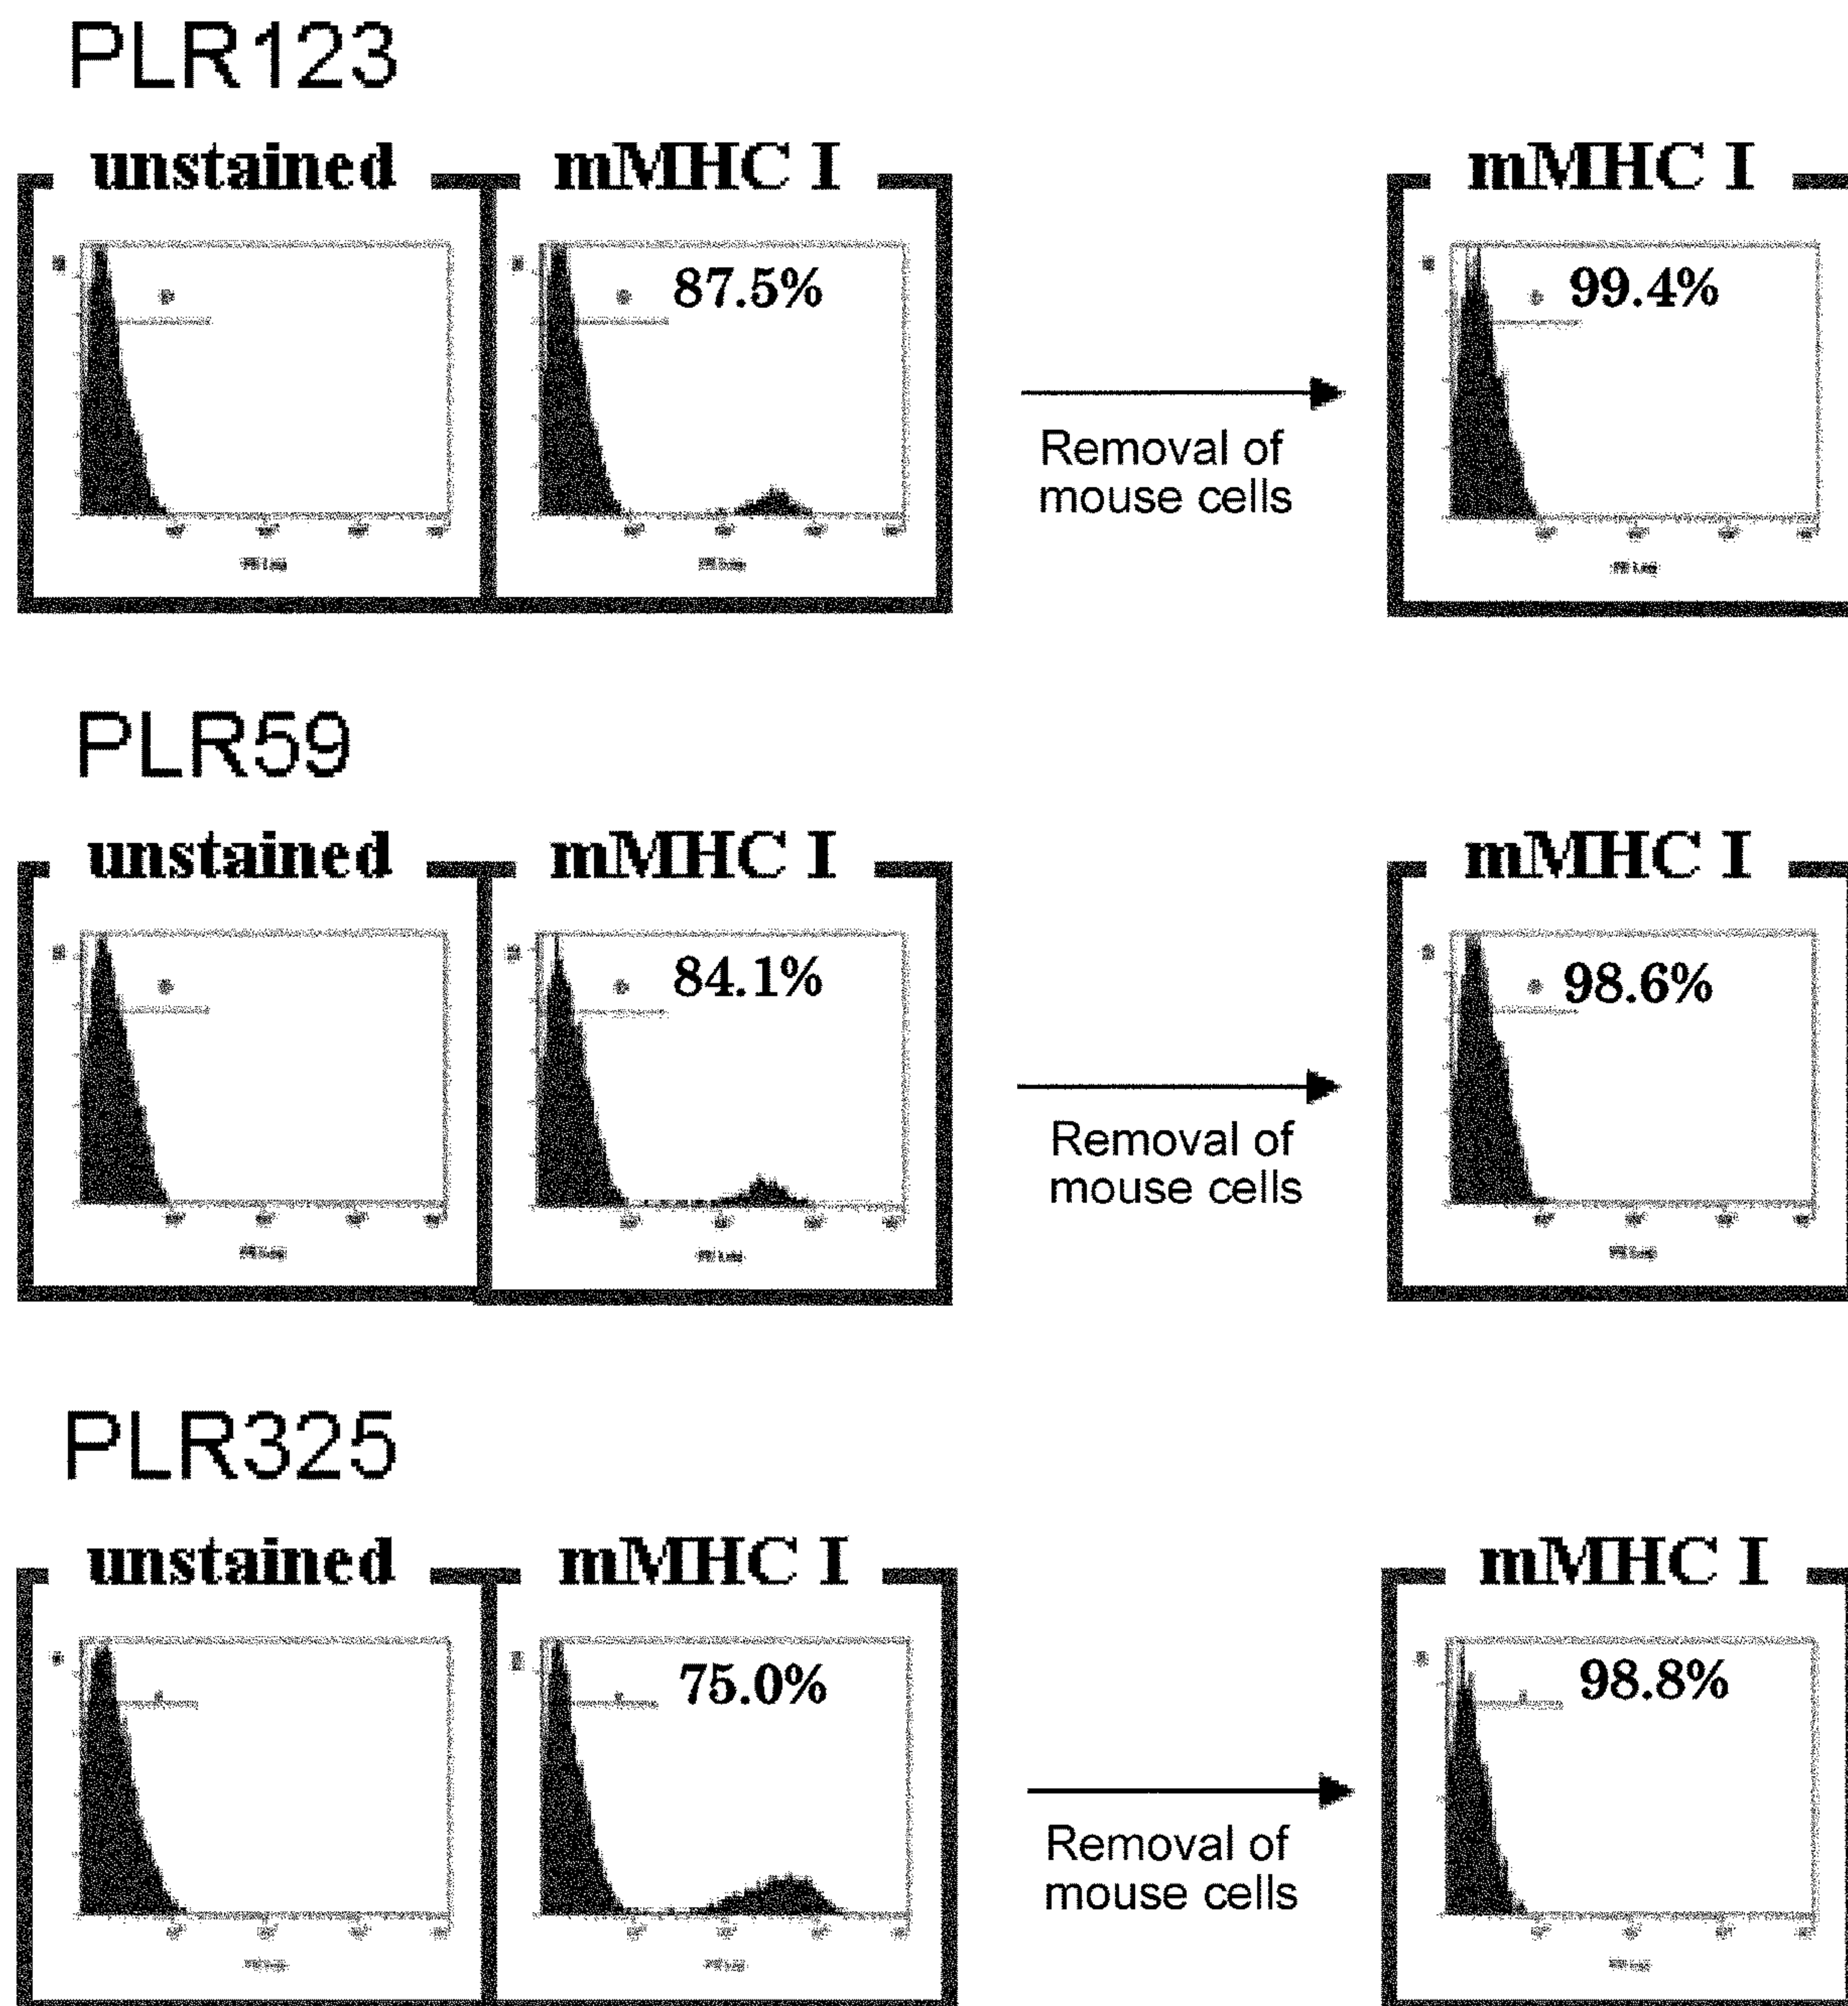 PLR123
unstained mMHC I mMHC I
87.5% 99.4%
Removal of
mouse cells
PLR59
unstained mMHC I mMHC I
84.1% 98.6%
Removal of
mouse cells
PLR325
unstained mMHC I mMHC I
75.0% 98.8%
Removal of
mouse cells